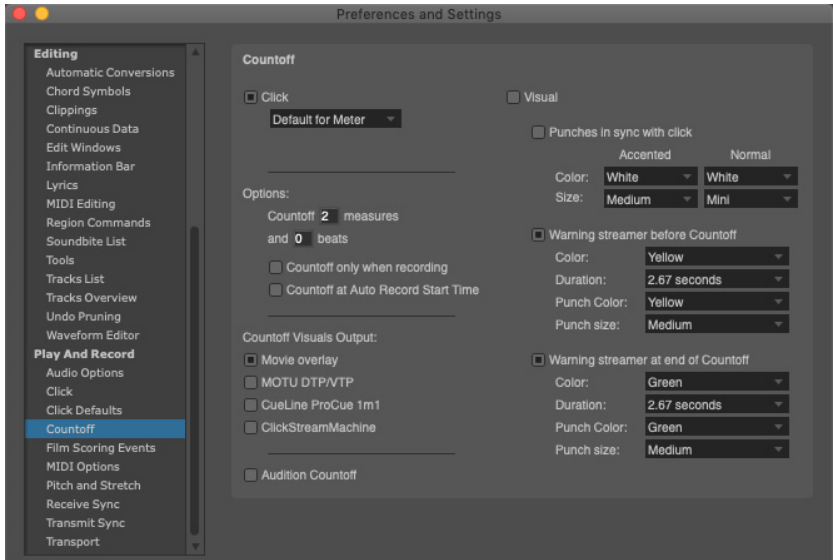 Preferences and Settings
Editing
Automatic Conversions
Chord Symbols
Clippings
Continuous Data
Edit Windows
Information Bar
Lyrics
MIDI Editing
Region Commands
Soundbite List
Tools
Tracks List
Tracks Overview
Undo Pruning
Waveform Editor
Play And Record
Audio Options
Click
Click Defaults
Countoff
Film Scoring Events
MIDI Options
Pitch and Stretch
Receive Sync
Transmit Sync
Transport
Countoff
Click
Default for Meter
Options:
Countoff 2 measures
and 0 beats
Countoff only when recording
Countoff at Auto Record Start Time
Countoff Visuals Output:
Movie overlay
MOTU DTP/VTP
CueLine ProCue 1m1
ClickStreamMachine
Audition Countoff
Visual
Punches in sync with click
Accented Normal
Color: White White
Size: Medium Mini
Warning streamer before Countoff
Color: Yellow
Duration: 2.67 seconds
Punch Color: Yellow
Punch size: Medium
Warning streamer at end of Countoff
Color: Green
Duration: 2.67 seconds
Punch Color: Green
Punch size: Medium